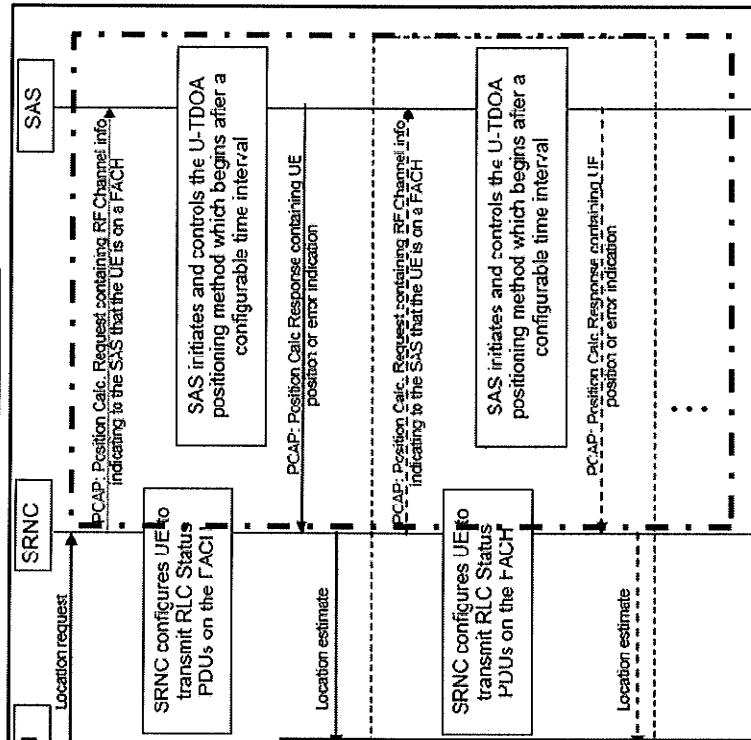 SRNC
SAS
Location request
PCAP: Position Calc. Request containing RF Channel info
indicating to the SAS that the UE is on a FACH
SRNC configures UE to
transmit RLC Status
PDUs on the FACH
SAS initiates and controls the U-TDOA
positioning method which begins after a
configurable time interval
PCAP: Position Calc Response containing UE
position or error indication
Location estimate
PCAP: Position Calc. Request containing RF Channel info
indicating to the SAS that the UE is on a FACH
SRNC configures UE to
transmit RLC Status
PDUs on the FACH
SAS initiates and controls the U-TDOA
positioning method which begins after a
configurable time interval
PCAP: Position Calc. Response containing UE
position or error indication
Location estimate
...